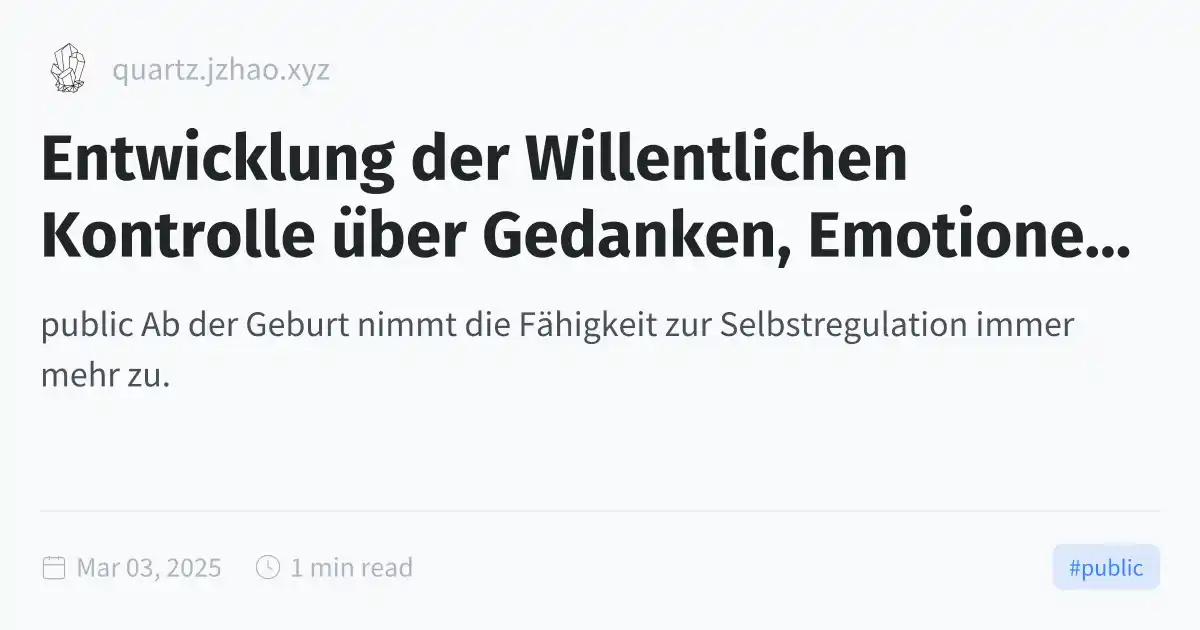 quartz.jzhao.xyz
Entwicklung der Willentlichen
Kontrolle über Gedanken, Emotione...
public Ab der Geburt nimmt die Fähigkeit zur Selbstregulation immer
mehr zu.
Mar 03, 2025 1 min read #public